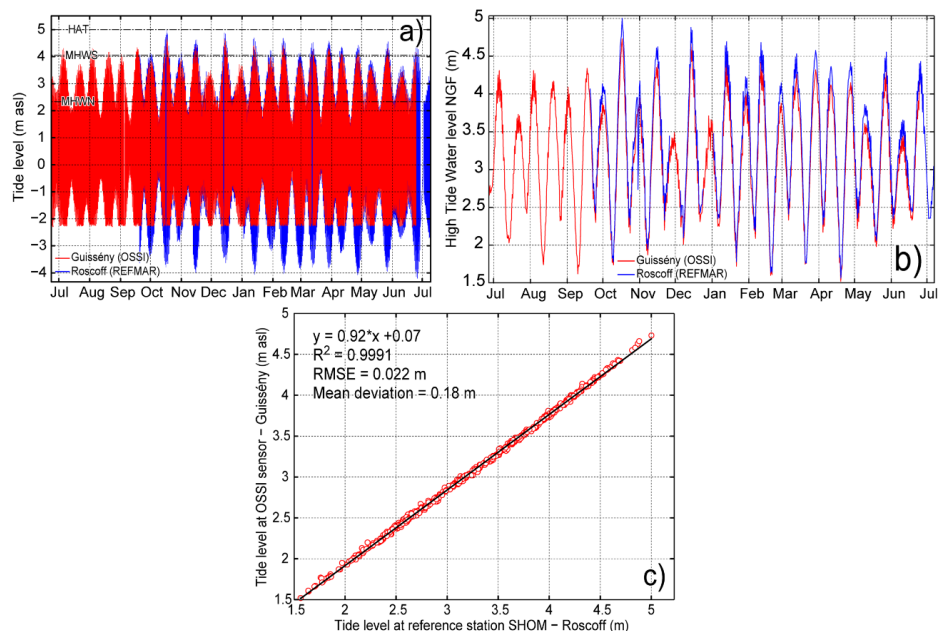 a)
Tide level (m asl)
5
4
3
2
1
0
−1
−2
−3
−4
HAT
MHWS
MHWN
Guissény (OSSI)
Roscoff (REFMAR)
Jul Aug Sep Oct Nov Dec Jan Feb Mar Apr May Jun Jul
b)
High Tide Water level NGF (m)
5
4.5
4
3.5
3
2.5
2
1.5
Guissény (OSSI)
Roscoff (REFMAR)
Jul Aug Sep Oct Nov Dec Jan Feb Mar Apr May Jun Jul
c)
Tide level at OSSI sensor − Guissény (m asl)
5
4.5
4
3.5
3
2.5
2
1.5
y = 0.92*x +0.07
R2 = 0.9991
RMSE = 0.022 m
Mean deviation = 0.18 m
1.5 2 2.5 3 3.5 4 4.5 5
Tide level at reference station SHOM − Roscoff (m)